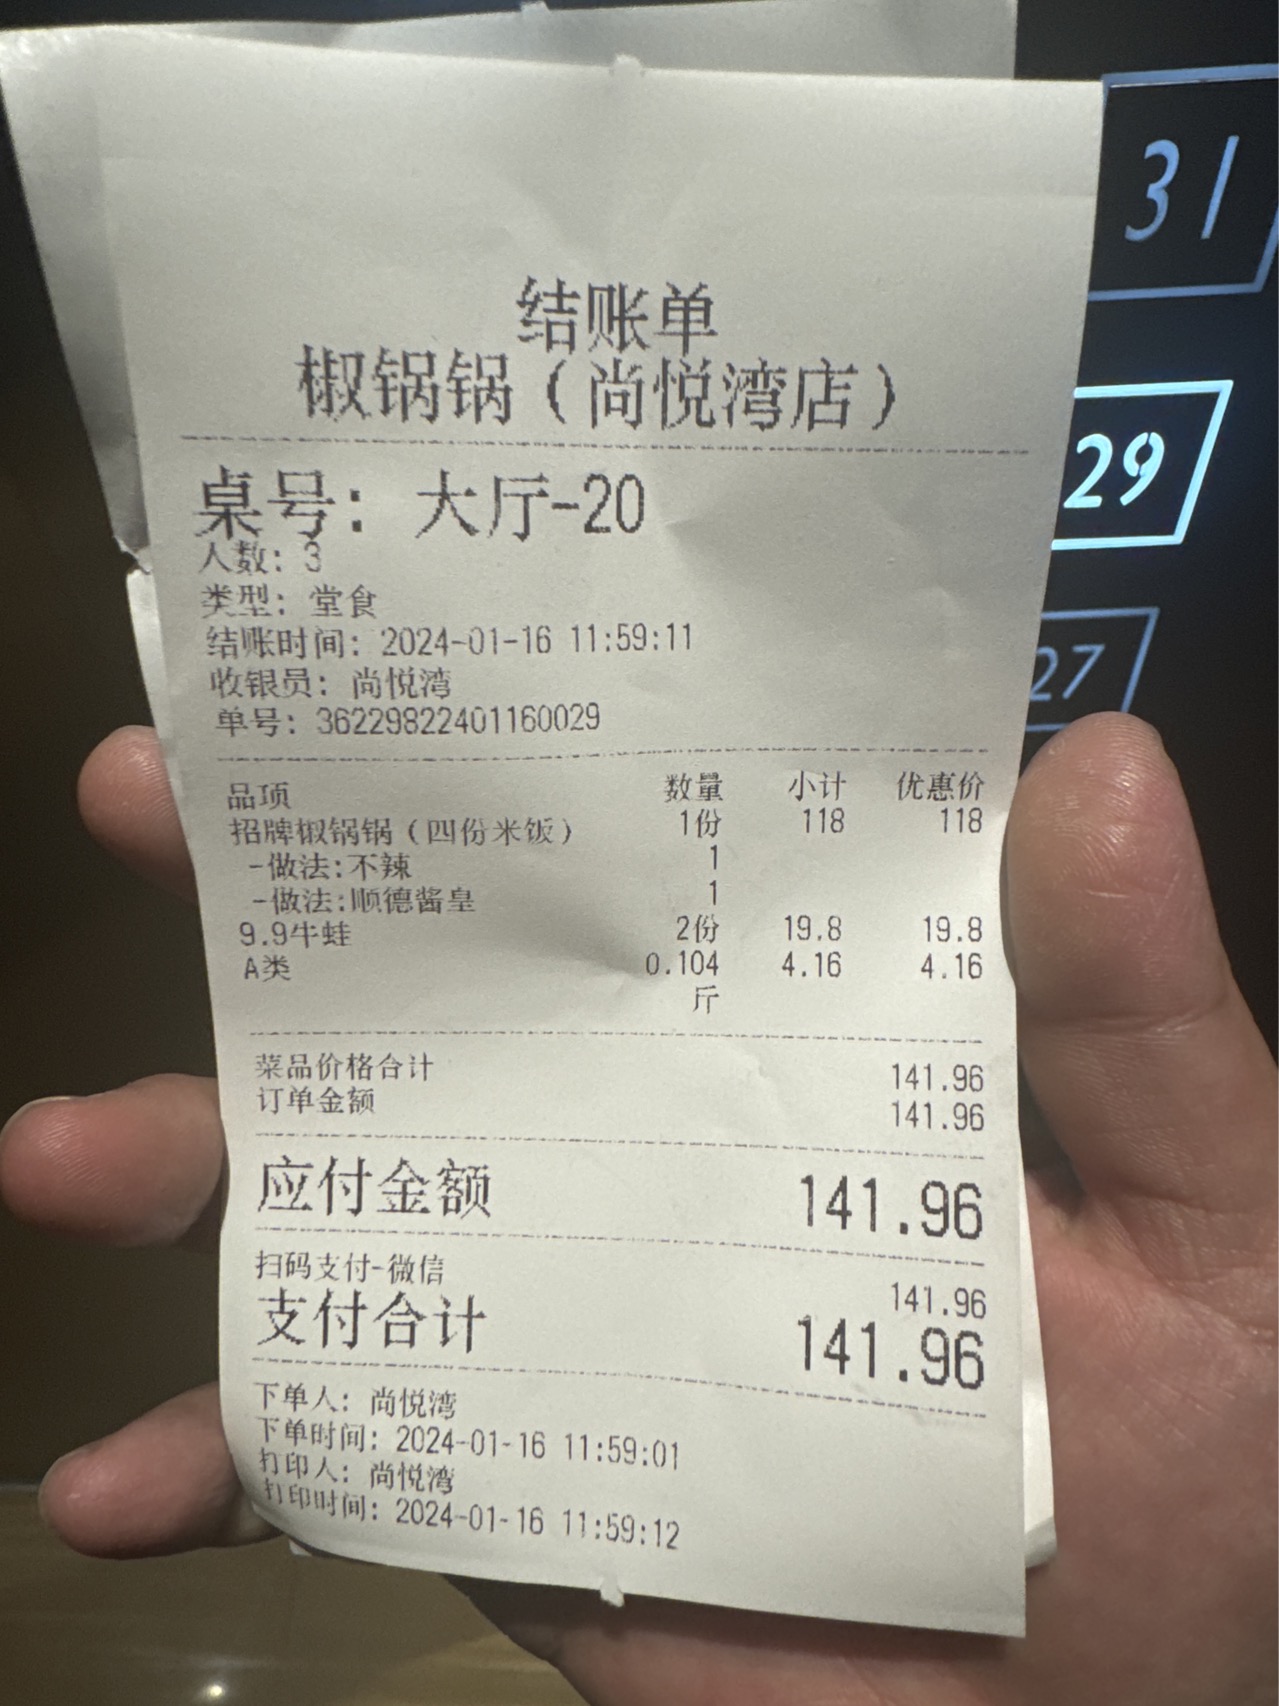 结账单
椒锅锅（尚悦湾店）
桌号： 大厅-20
人数：3
类型：堂食
结账时间：2024-01-16 11:59:11
收银员：尚悦湾
单号：36229822401160029
品项 数量 小计 优惠价
招牌椒锅锅（四份米饭） 1份 118 118
-做法:不辣 1
-做法:顺德酱皇 1
9.9牛蛙 2份 19.8 19.8
A类 0.104 4.16 4.16
斤
菜品价格合计 141.96
订单金额 141.96
应付金额 141.96
扫码支付-微信 141.96
支付合计 141.96
下单人：尚悦湾
下单时间：2024-01-16 11:59:01
打印人：尚悦湾
打印时间：2024-01-16 11:59:12
31
29
27